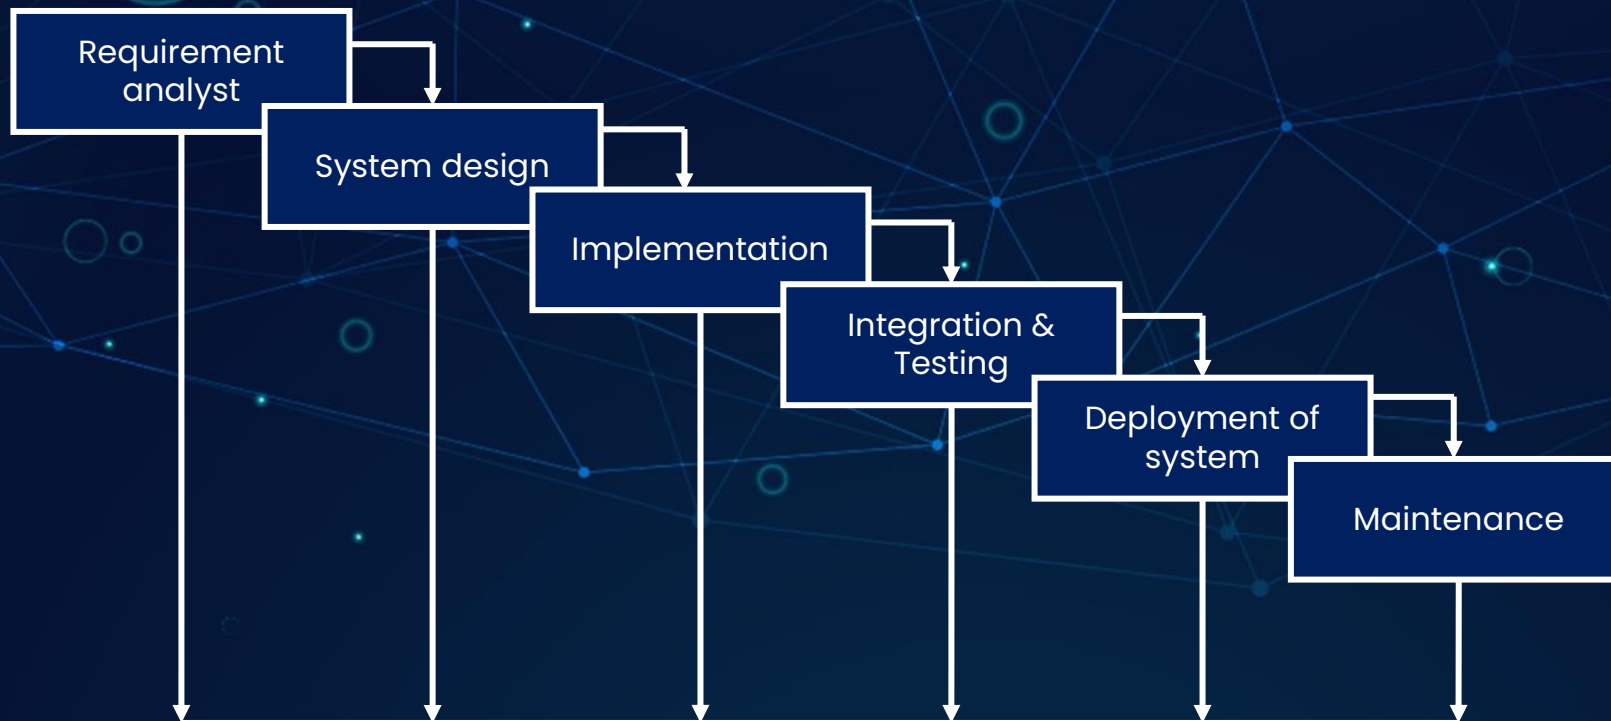 Requirement
analyst
System design
Implementation
Integration &
Testing
Deployment of
system
Maintenance